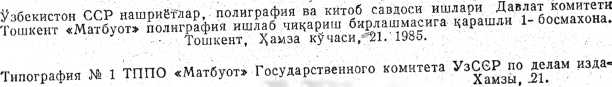 Ўзбекистон ССР нашриётлар, полиграфия ва китоб савдоси ишлари Давлат комитети
Тошкент «Матбуот» полиграфия ишлаб чиқариш бирлашмасига қарашли 1- босмахона.
Тошкент, Ҳамза кўчаси, 21. 1985.
Типография № 1 ТППО «Матбуот» Государственного комитета УзССР по делам изда-
Хамзы, 21.